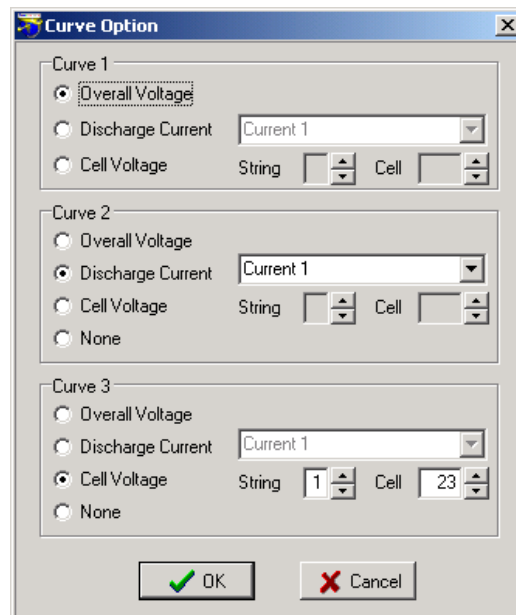 Curve Option
Curve 1
Overall Voltage
Discharge Current Current 1
Cell Voltage String Cell
Curve 2
Overall Voltage
Discharge Current Current 1
Cell Voltage String Cell
None
Curve 3
Overall Voltage
Discharge Current Current 1
Cell Voltage String 1 Cell 23
None
OK Cancel